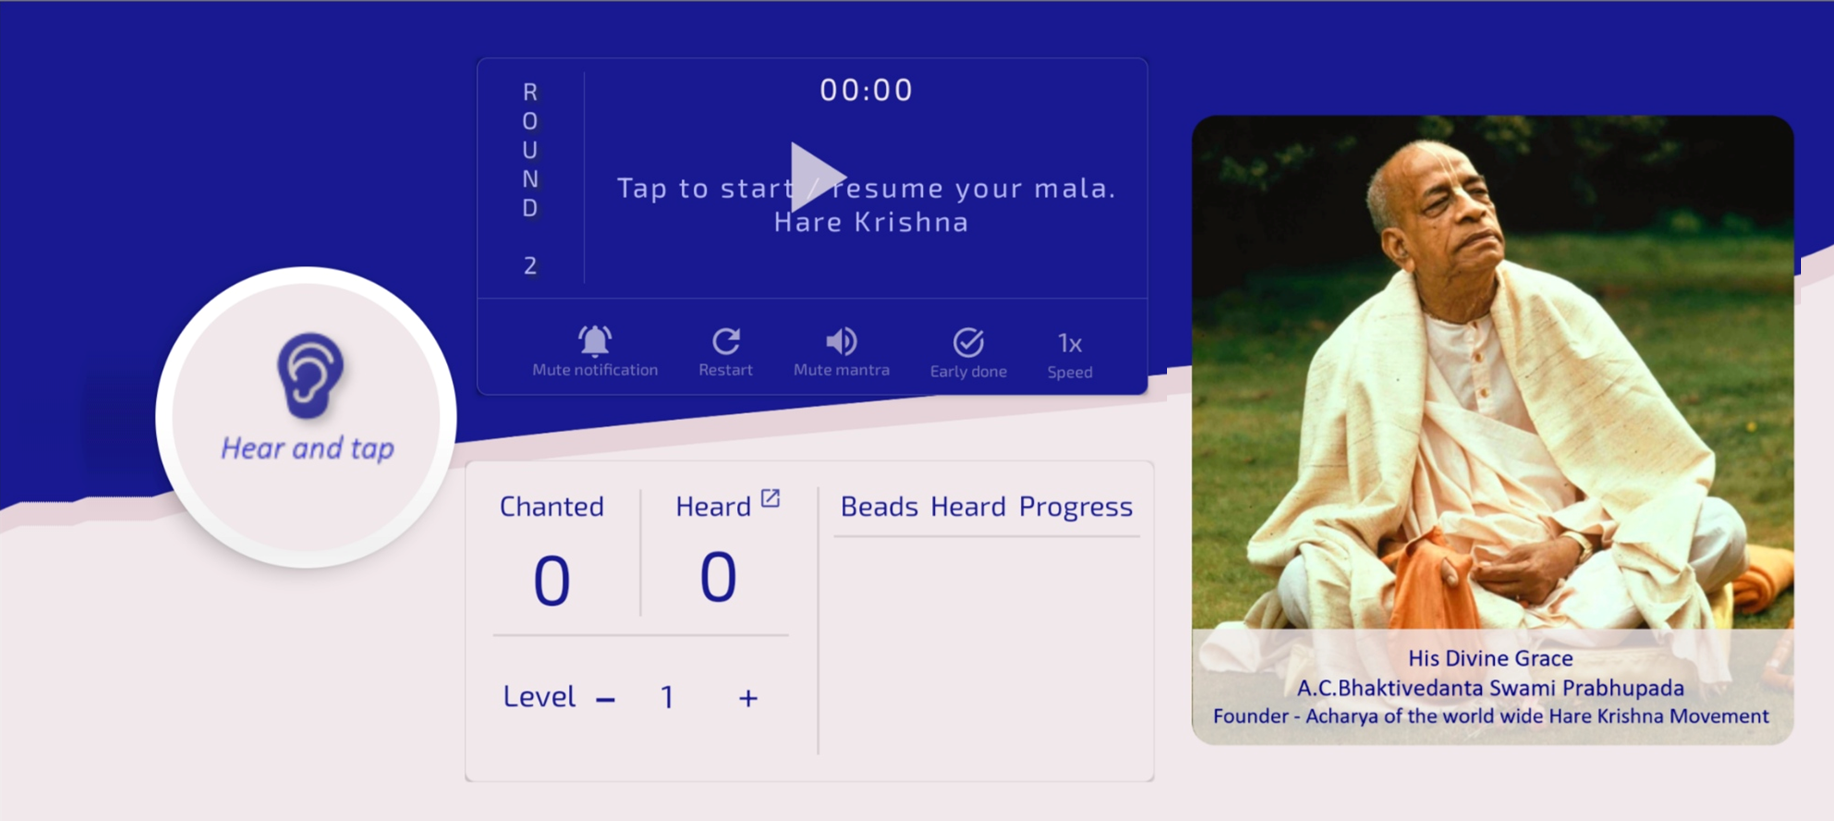 ROUND 2
00:00
Tap to start / resume your mala.
Hare Krishna
Mute notification
Restart
Mute mantra
Early done
1x
Speed
Hear and tap
Chanted
0
Heard
0
Beads Heard Progress
Level – 1 +
His Divine Grace
A.C.Bhaktivedanta Swami Prabhupada
Founder - Acharya of the world wide Hare Krishna Movement